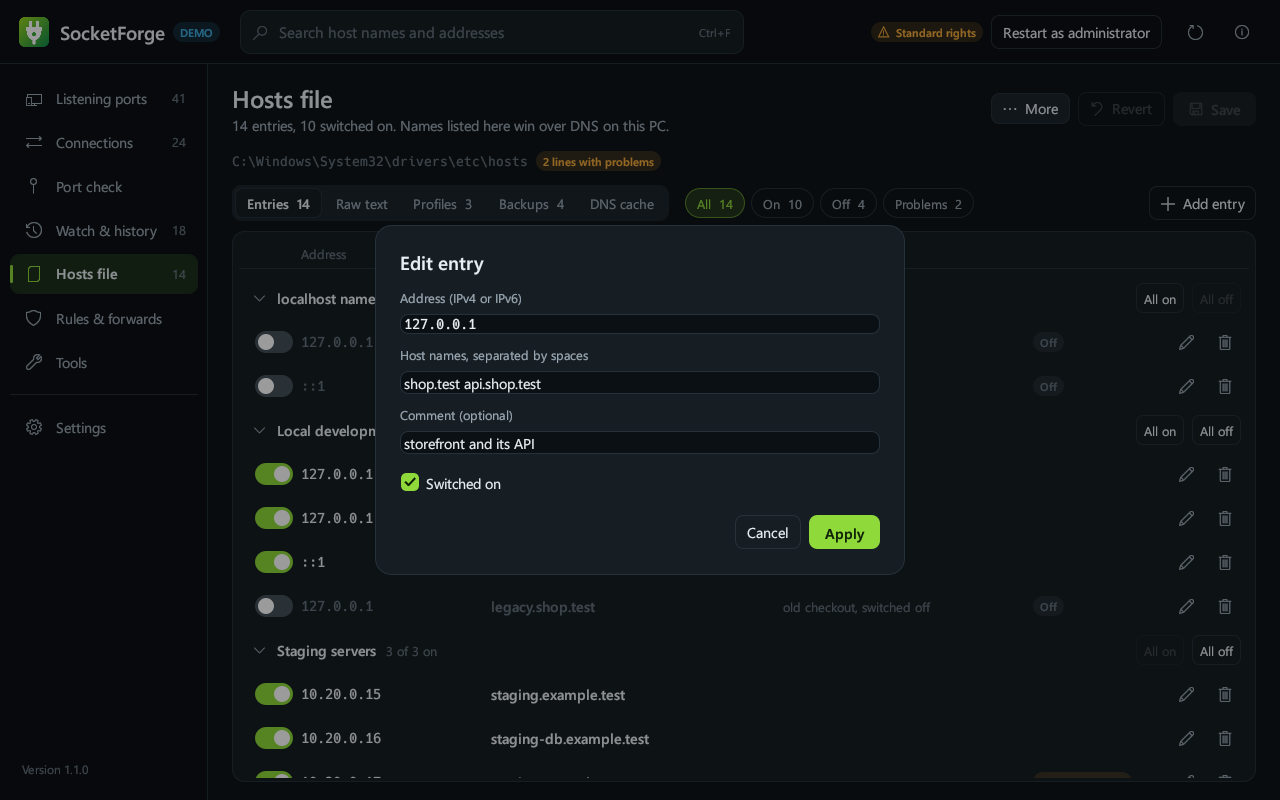 SocketForge DEMO
Search host names and addresses Ctrl+F
Standard rights
Restart as administrator
Listening ports 41
Connections 24
Port check
Watch & history 18
Hosts file 14
Rules & forwards
Tools
Settings
Version 1.1.0
Hosts file
14 entries, 10 switched on. Names listed here win over DNS on this PC.
··· More
Revert
Save
C:\Windows\System32\drivers\etc\hosts 2 lines with problems
Entries 14 Raw text Profiles 3 Backups 4 DNS cache
All 14 On 10 Off 4 Problems 2
Add entry
Address
localhost name
All on All off
127.0.0.1 Off
::1 Off
Local developm
All on All off
127.0.0.1
127.0.0.1
::1
127.0.0.1 legacy.shop.test old checkout, switched off Off
Staging servers 3 of 3 on All on All off
10.20.0.15 staging.example.test
10.20.0.16 staging-db.example.test
Edit entry
Address (IPv4 or IPv6)
127.0.0.1
Host names, separated by spaces
shop.test api.shop.test
Comment (optional)
storefront and its API
Switched on
Cancel Apply